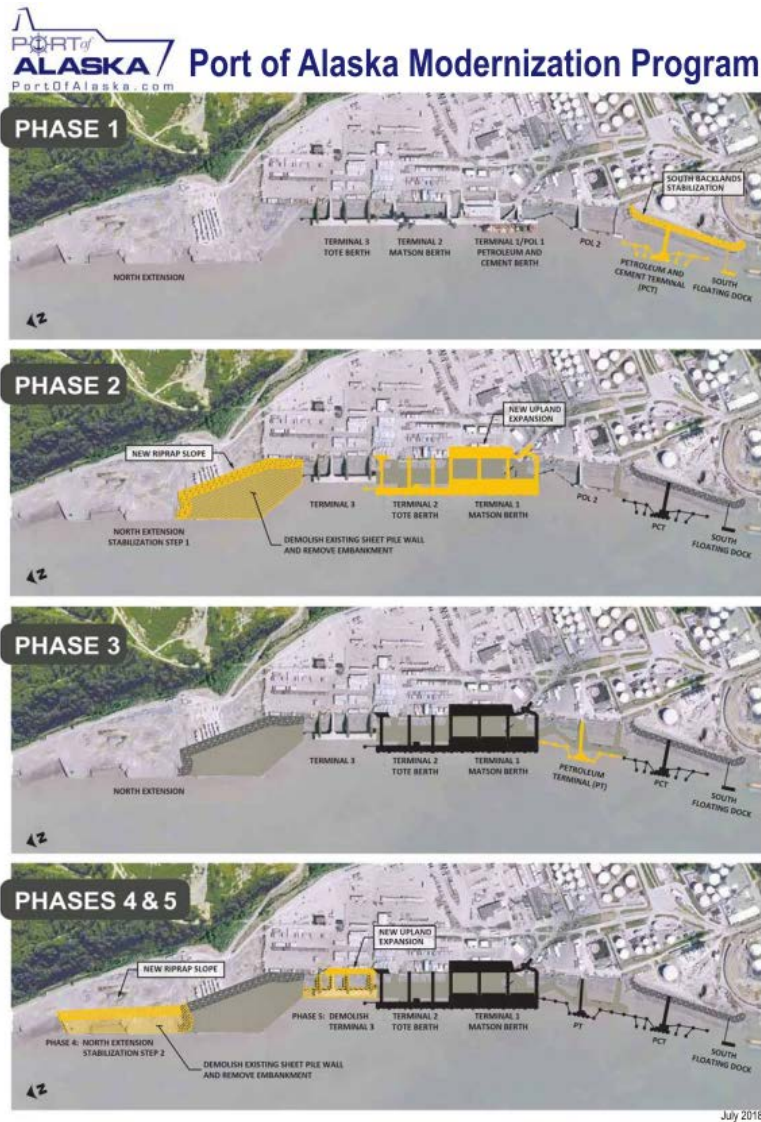 PORT of
ALASKA
PortOfAlaska.com
Port of Alaska Modernization Program
PHASE 1
SOUTH BACKLANDS
STABILIZATION
TERMINAL 3
TOTE BERTH
TERMINAL 2
MATSON BERTH
TERMINAL 1/POL 1
PETROLEUM AND
CEMENT BERTH
POL 2
PETROLEUM AND
CEMENT TERMINAL
(PCT)
SOUTH
FLOATING DOCK
NORTH EXTENSION
Z
PHASE 2
NEW UPLAND
EXPANSION
NEW RIPRAP SLOPE
TERMINAL 3
TERMINAL 2
TOTE BERTH
TERMINAL 1
MATSON BERTH
POL 2
PCT
SOUTH
FLOATING DOCK
NORTH EXTENSION
STABILIZATION STEP 1
DEMOLISH EXISTING SHEET PILE WALL
AND REMOVE EMBANKMENT
Z
PHASE 3
TERMINAL 3
TERMINAL 2
TOTE BERTH
TERMINAL 1
MATSON BERTH
PETROLEUM
TERMINAL (PT)
PCT
SOUTH
FLOATING DOCK
NORTH EXTENSION
Z
PHASES 4 & 5
NEW UPLAND
EXPANSION
NEW RIPRAP SLOPE
PHASE 5: DEMOLISH
TERMINAL 3
TERMINAL 2
TOTE BERTH
TERMINAL 1
MATSON BERTH
PT
PCT
SOUTH
FLOATING DOCK
PHASE 4: NORTH EXTENSION
STABILIZATION STEP 2
DEMOLISH EXISTING SHEET PILE WALL
AND REMOVE EMBANKMENT
Z
July 2018